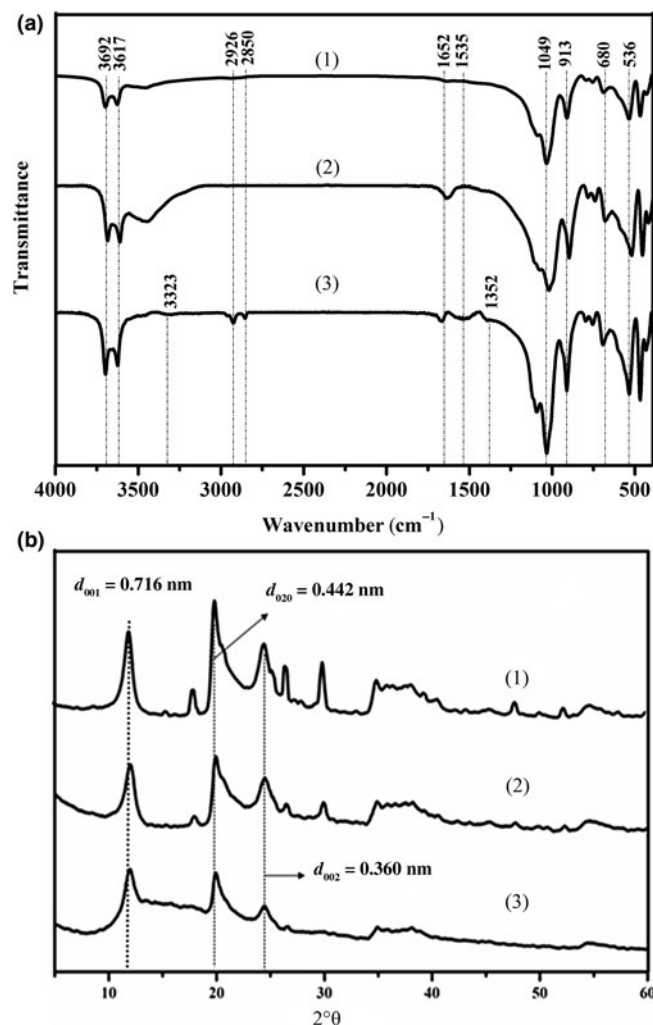 (a)
3692 3617 2926 2850 1652 1535 1049 913 680 536
(1)
(2)
(3)
3323 1352
Transmittance
4000 3500 3000 2500 2000 1500 1000 500
Wavenumber (cm⁻¹)
(b)
d₀₀₁ = 0.716 nm
d₀₂₀ = 0.442 nm
(1)
(2)
d₀₀₂ = 0.360 nm
(3)
10 20 30 40 50 60
2°θ